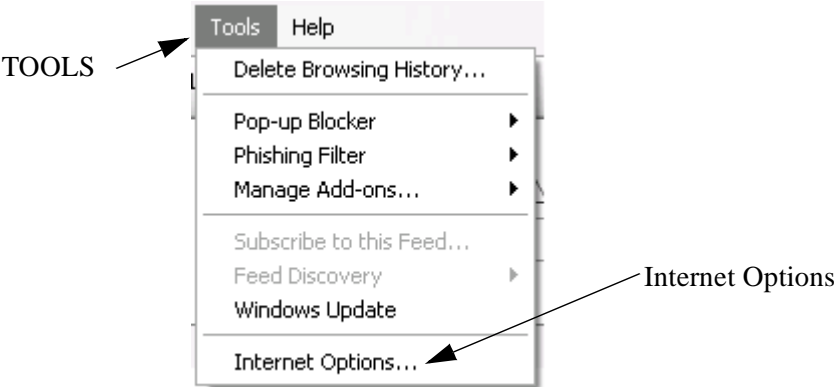 Tools Help
TOOLS
Delete Browsing History...
Pop-up Blocker
Phishing Filter
Manage Add-ons...
Subscribe to this Feed...
Feed Discovery
Internet Options
Windows Update
Internet Options...